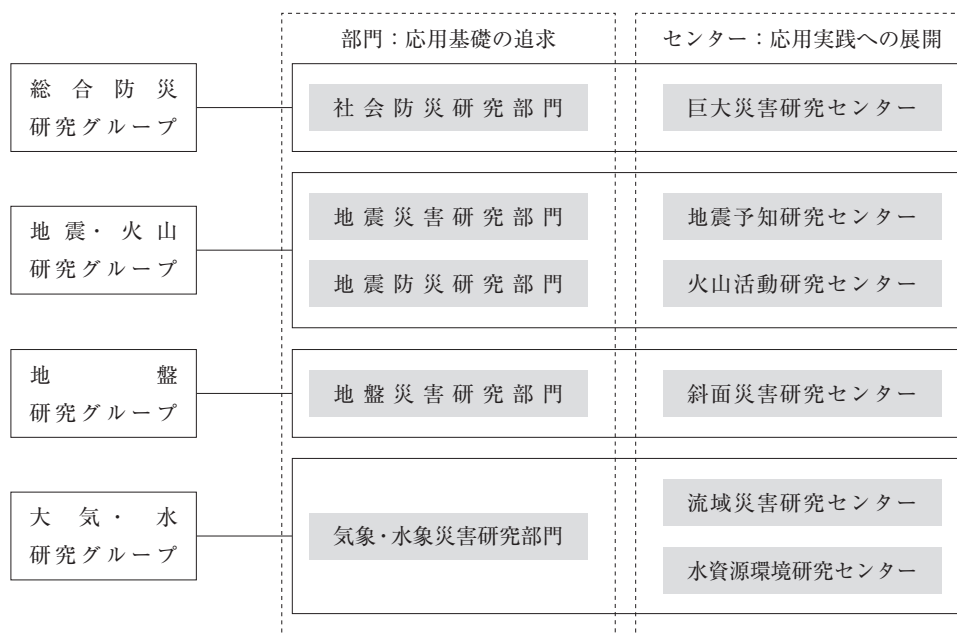 部門：応用基礎の追求
センター：応用実践への展開
総合防災
研究グループ
社会防災研究部門
巨大災害研究センター
地震・火山
研究グループ
地震災害研究部門
地震予知研究センター
地震防災研究部門
火山活動研究センター
地盤
研究グループ
地盤災害研究部門
斜面災害研究センター
大気・水
研究グループ
気象・水象災害研究部門
流域災害研究センター
水資源環境研究センター